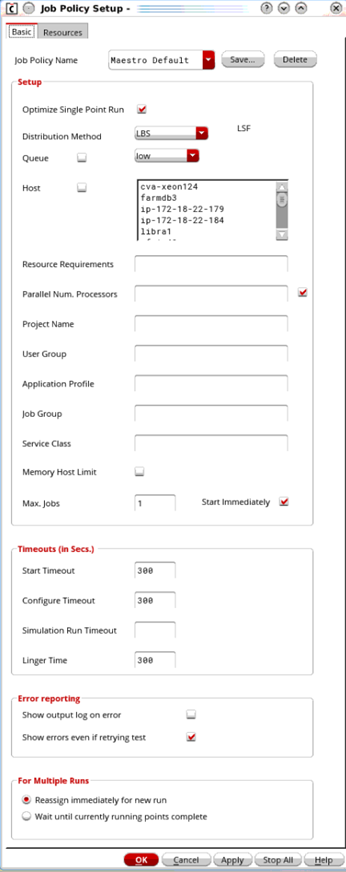 Job Policy Setup -
Basic Resources
Job Policy Name Maestro Default Save... Delete
Setup
Optimize Single Point Run
Distribution Method LBS LSF
Queue low
Host cva-xeon124
farmdb3
ip-172-18-22-179
ip-172-18-22-184
libra1
Resource Requirements
Parallel Num. Processors
Project Name
User Group
Application Profile
Job Group
Service Class
Memory Host Limit
Max. Jobs 1 Start Immediately
Timeouts (in Secs.)
Start Timeout 300
Configure Timeout 300
Simulation Run Timeout
Linger Time 300
Error reporting
Show output log on error
Show errors even if retrying test
For Multiple Runs
Reassign immediately for new run
Wait until currently running points complete
OK Cancel Apply Stop All Help